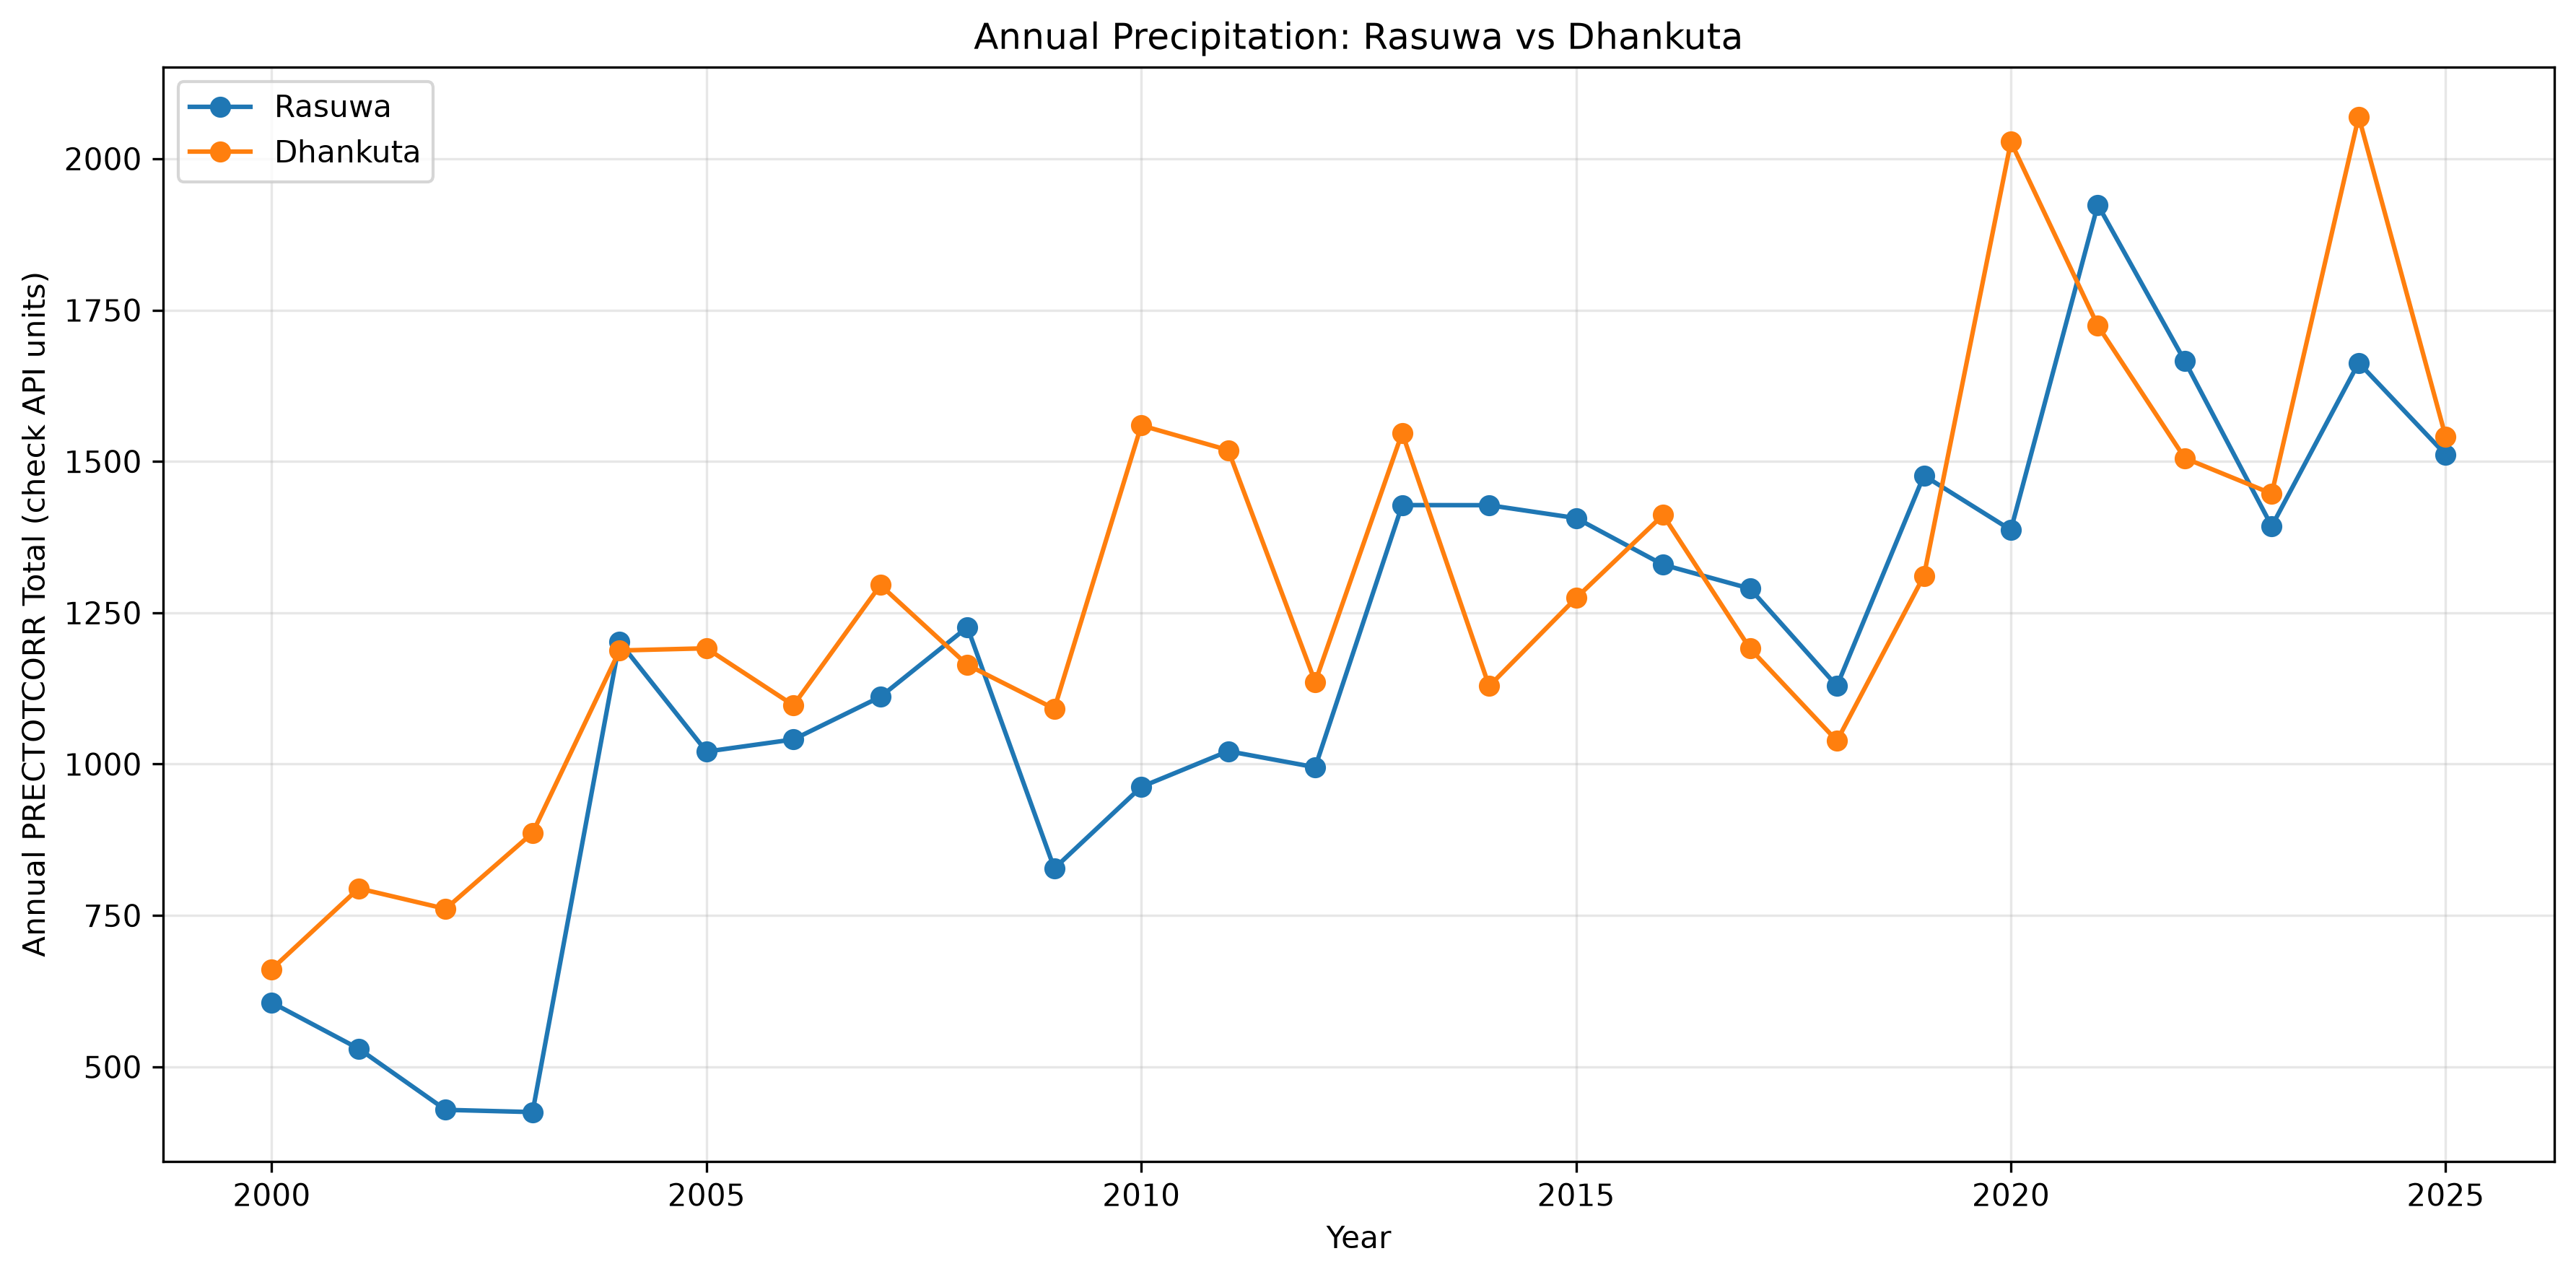 Annual Precipitation: Rasuwa vs Dhankuta
Rasuwa
Dhankuta
Annual PRECTOTCORR Total (check API units)
2000
1750
1500
1250
1000
750
500
2000
2005
2010
2015
2020
2025
Year